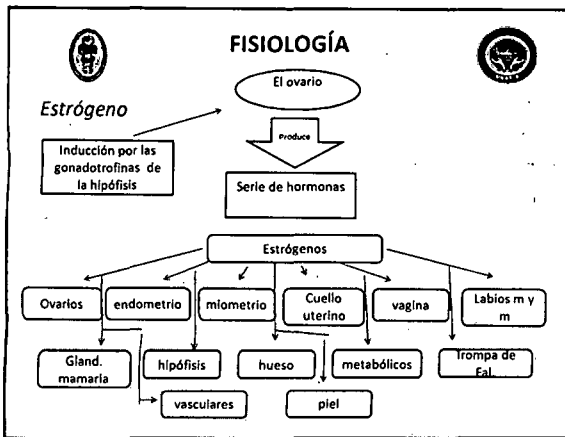 FISIOLOGÍA
Estrógeno
El ovario
Produce
Inducción por las
gonadotrofinas de
la hipófisis
Serie de hormonas
Estrógenos
Ovarios
endometrio
miometrio
Cuello
uterino
vagina
Labios m y
m
Gland.
mamaria
hipófisis
hueso
metabólicos
Trompa de
Fal.
vasculares
piel